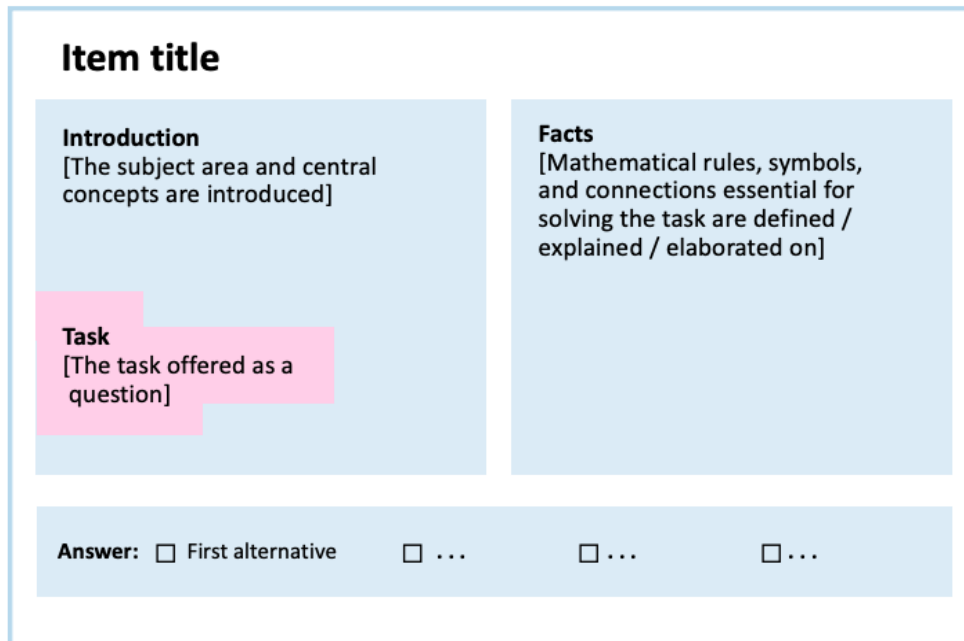 Item title
Introduction
[The subject area and central
concepts are introduced]
Task
[The task offered as a
question]
Facts
[Mathematical rules, symbols,
and connections essential for
solving the task are defined /
explained / elaborated on]
Answer: ☐ First alternative ☐ ... ☐ ... ☐ ...